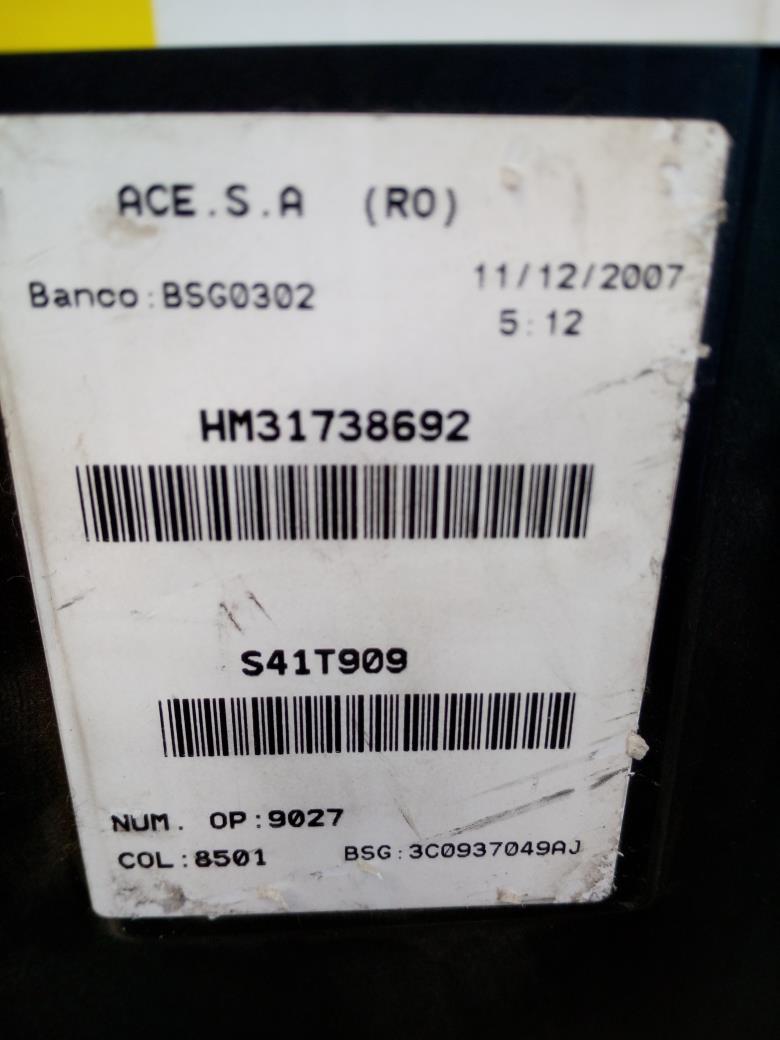 ACE.S.A (RO)
Banco:BSG0302 11/12/2007
5:12
HM31738692
S41T909
NUM. OP:9027
COL:8501 BSG:3C0937049AJ